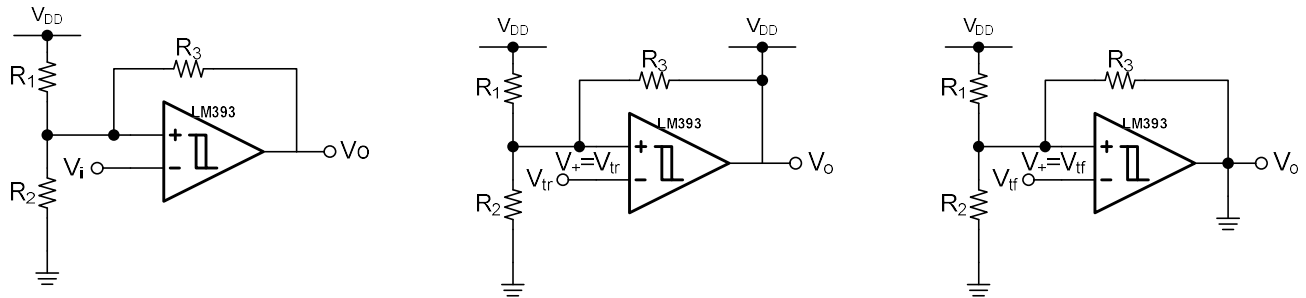 VDD
R1
R3
LM393
+
−
Vi
R2
Vo
VDD
VDD
R1
R3
LM393
+
V+=Vtr
−
Vtr
R2
Vo
VDD
R1
R3
LM393
+
V+=Vtf
−
Vtf
R2
Vo